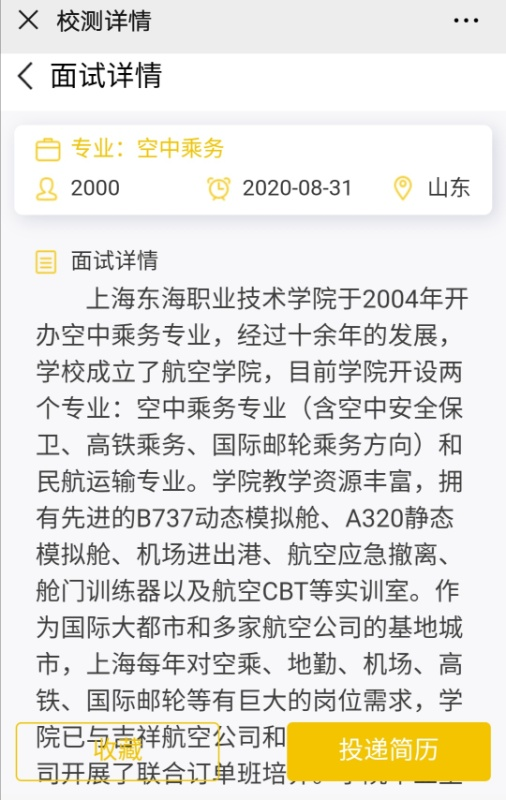 校测详情
面试详情
专业：空中乘务
2000
2020-08-31
山东
面试详情
上海东海职业技术学院于2004年开
办空中乘务专业，经过十余年的发展，
学校成立了航空学院，目前学院开设两
个专业：空中乘务专业（含空中安全保
卫、高铁乘务、国际邮轮乘务方向）和
民航运输专业。学院教学资源丰富，拥
有先进的B737动态模拟舱、A320静态
模拟舱、机场进出港、航空应急撤离、
舱门训练器以及航空CBT等实训室。作
为国际大都市和多家航空公司的基地城
市，上海每年对空乘、地勤、机场、高
铁、国际邮轮等有巨大的岗位需求，学
院已与吉祥航空公司和
收藏
投递简历
司开展了联合订单班培养。